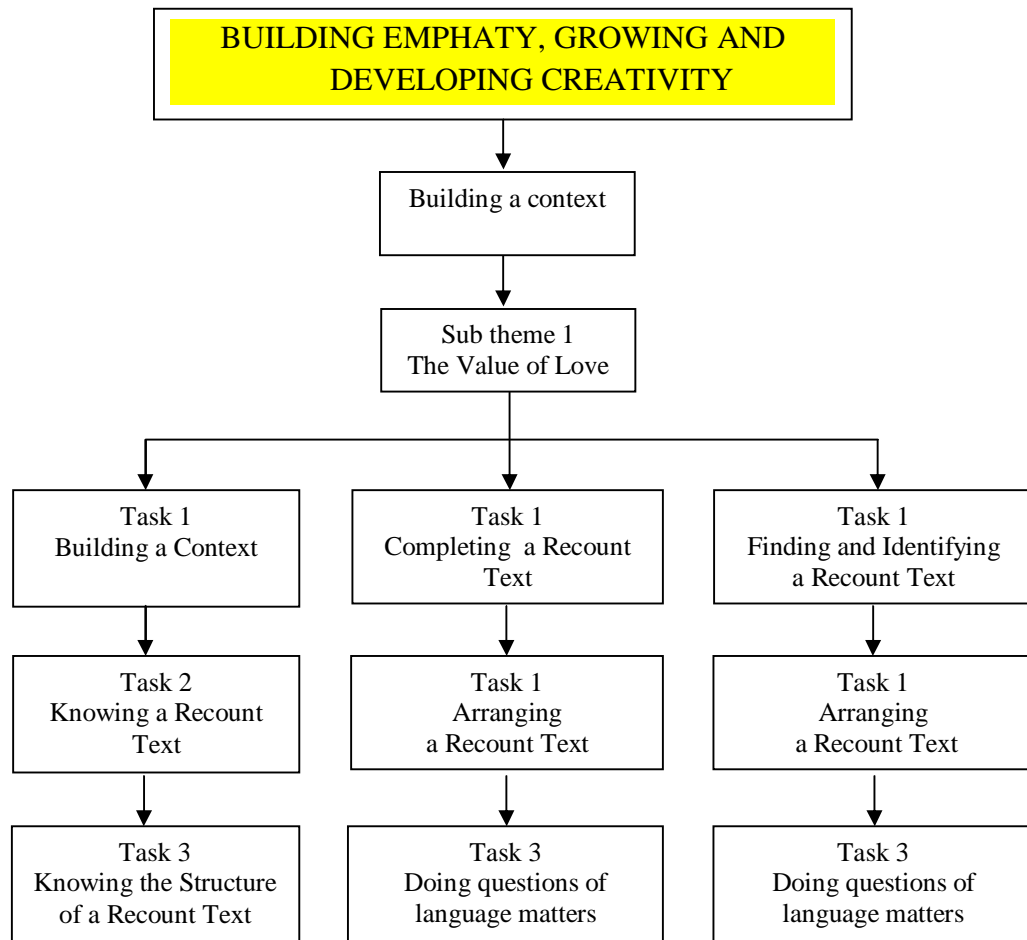 BUILDING EMPHATY, GROWING AND
DEVELOPING CREATIVITY
Building a context
Sub theme 1
The Value of Love
Task 1
Building a Context
Task 1
Completing a Recount
Text
Task 1
Finding and Identifying
a Recount Text
Task 2
Knowing a Recount
Text
Task 1
Arranging
a Recount Text
Task 1
Arranging
a Recount Text
Task 3
Knowing the Structure
of a Recount Text
Task 3
Doing questions of
language matters
Task 3
Doing questions of
language matters